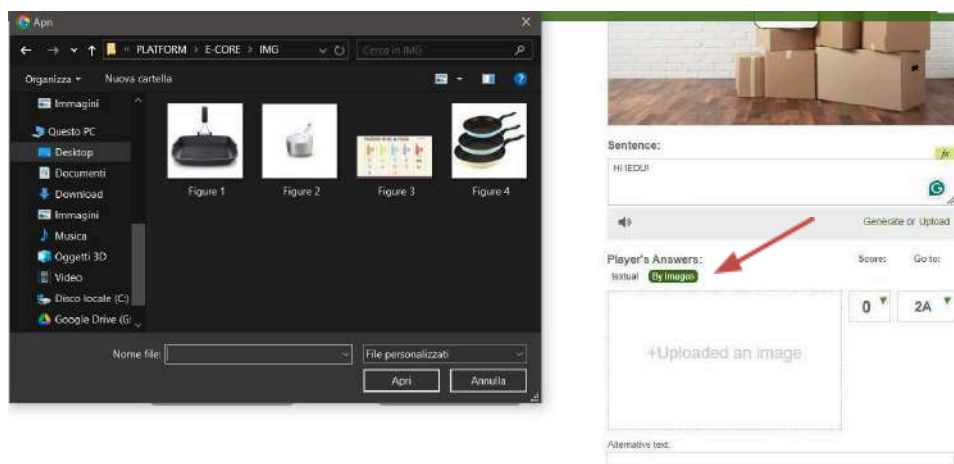 Apri
PLATFORM > E-CORE > IMG
Cerca in IMG
Organizza
Nuova cartella
Immagini
Questo PC
Desktop
Documenti
Download
Immagini
Musica
Oggetti 3D
Video
Disco locale (C:)
Google Drive (G:
Figure 1
Figure 2
Figure 3
Figure 4
Nome file:
File personalizzati
Apri
Annulla
Sentence:
fx
Hi IEDU!
Generate or Upload
Player's Answers:
Score:
Go to:
textual
By Images
0
2A
+Uploaded an image
Alternative text: